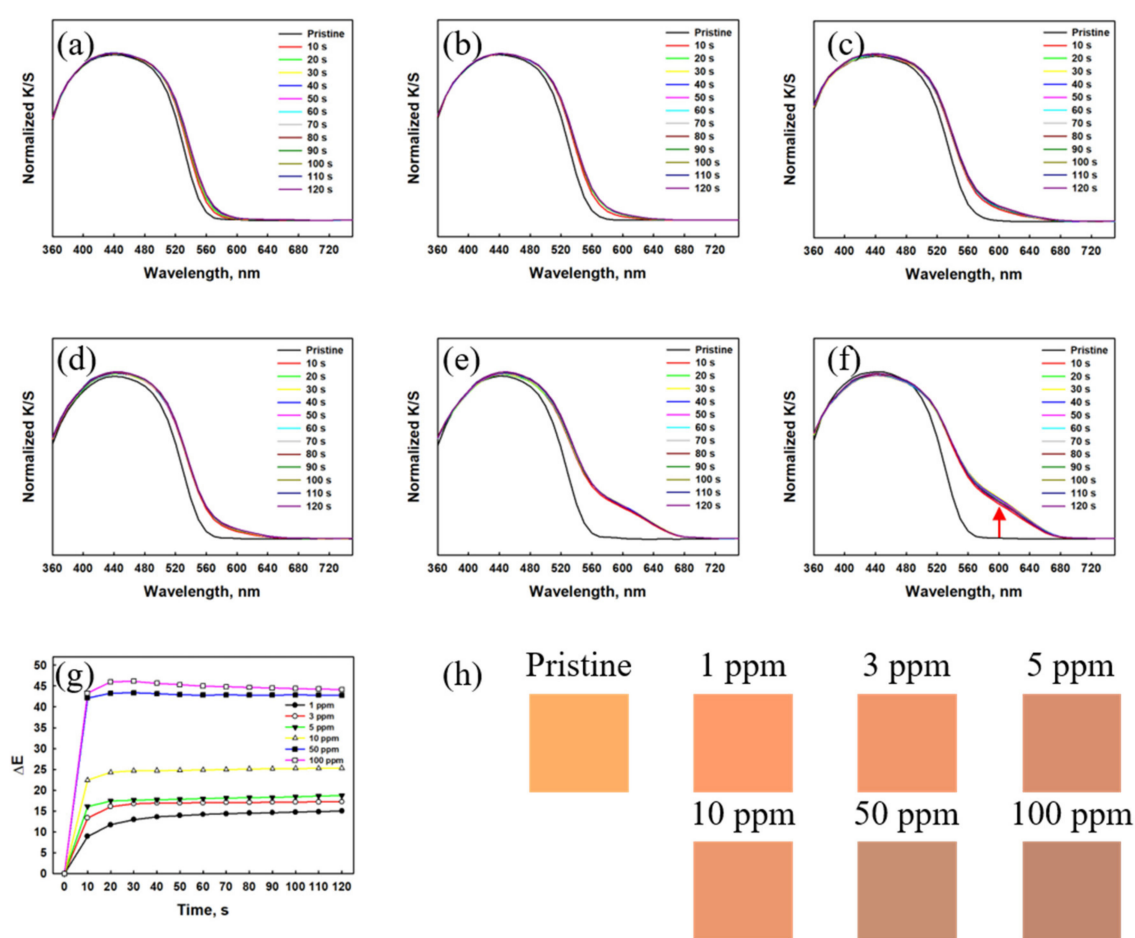 (a)
Normalized K/S
Pristine
10 s
20 s
30 s
40 s
50 s
60 s
70 s
80 s
90 s
100 s
110 s
120 s
360 400 440 480 520 560 600 640 680 720
Wavelength, nm
(b)
Normalized K/S
Pristine
10 s
20 s
30 s
40 s
50 s
60 s
70 s
80 s
90 s
100 s
110 s
120 s
360 400 440 480 520 560 600 640 680 720
Wavelength, nm
(c)
Normalized K/S
Pristine
10 s
20 s
30 s
40 s
50 s
60 s
70 s
80 s
90 s
100 s
110 s
120 s
360 400 440 480 520 560 600 640 680 720
Wavelength, nm
(d)
Normalized K/S
Pristine
10 s
20 s
30 s
40 s
50 s
60 s
70 s
80 s
90 s
100 s
110 s
120 s
360 400 440 480 520 560 600 640 680 720
Wavelength, nm
(e)
Normalized K/S
Pristine
10 s
20 s
30 s
40 s
50 s
60 s
70 s
80 s
90 s
100 s
110 s
120 s
360 400 440 480 520 560 600 640 680 720
Wavelength, nm
(f)
Normalized K/S
Pristine
10 s
20 s
30 s
40 s
50 s
60 s
70 s
80 s
90 s
100 s
110 s
120 s
360 400 440 480 520 560 600 640 680 720
Wavelength, nm
(g)
ΔE
50
45
40
35
30
25
20
15
10
5
0
1 ppm
3 ppm
5 ppm
10 ppm
50 ppm
100 ppm
0 10 20 30 40 50 60 70 80 90 100 110 120
Time, s
(h)
Pristine 1 ppm 3 ppm 5 ppm
10 ppm 50 ppm 100 ppm